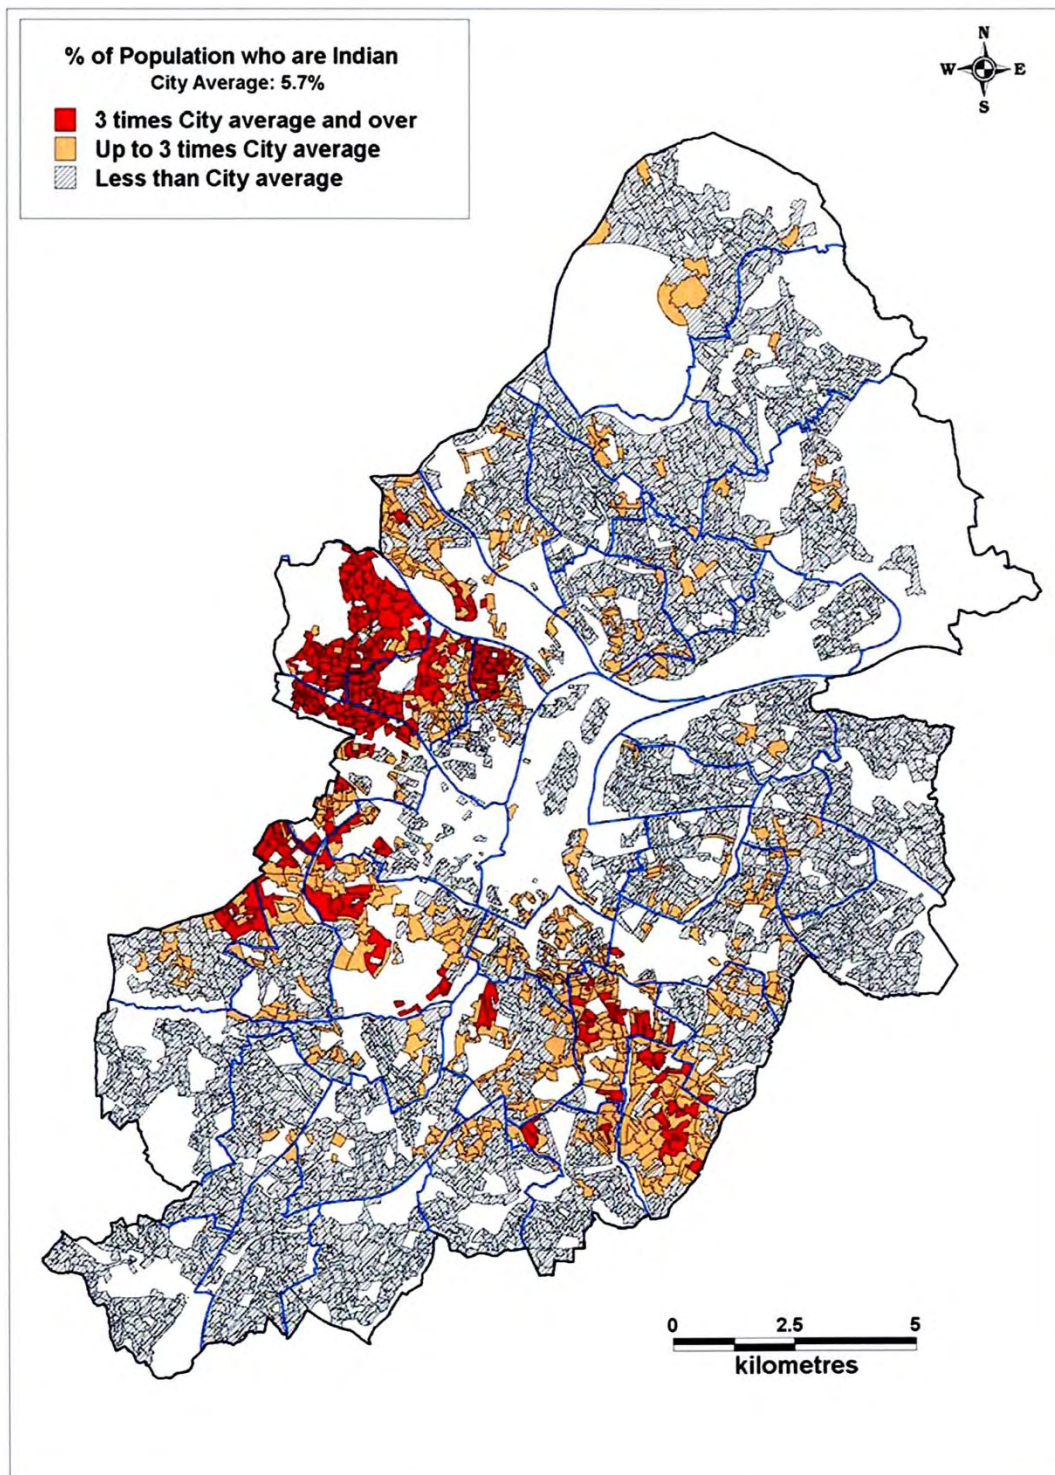 % of Population who are Indian
City Average: 5.7%
3 times City average and over
Up to 3 times City average
Less than City average
N
W E
S
0 2.5 5
kilometres